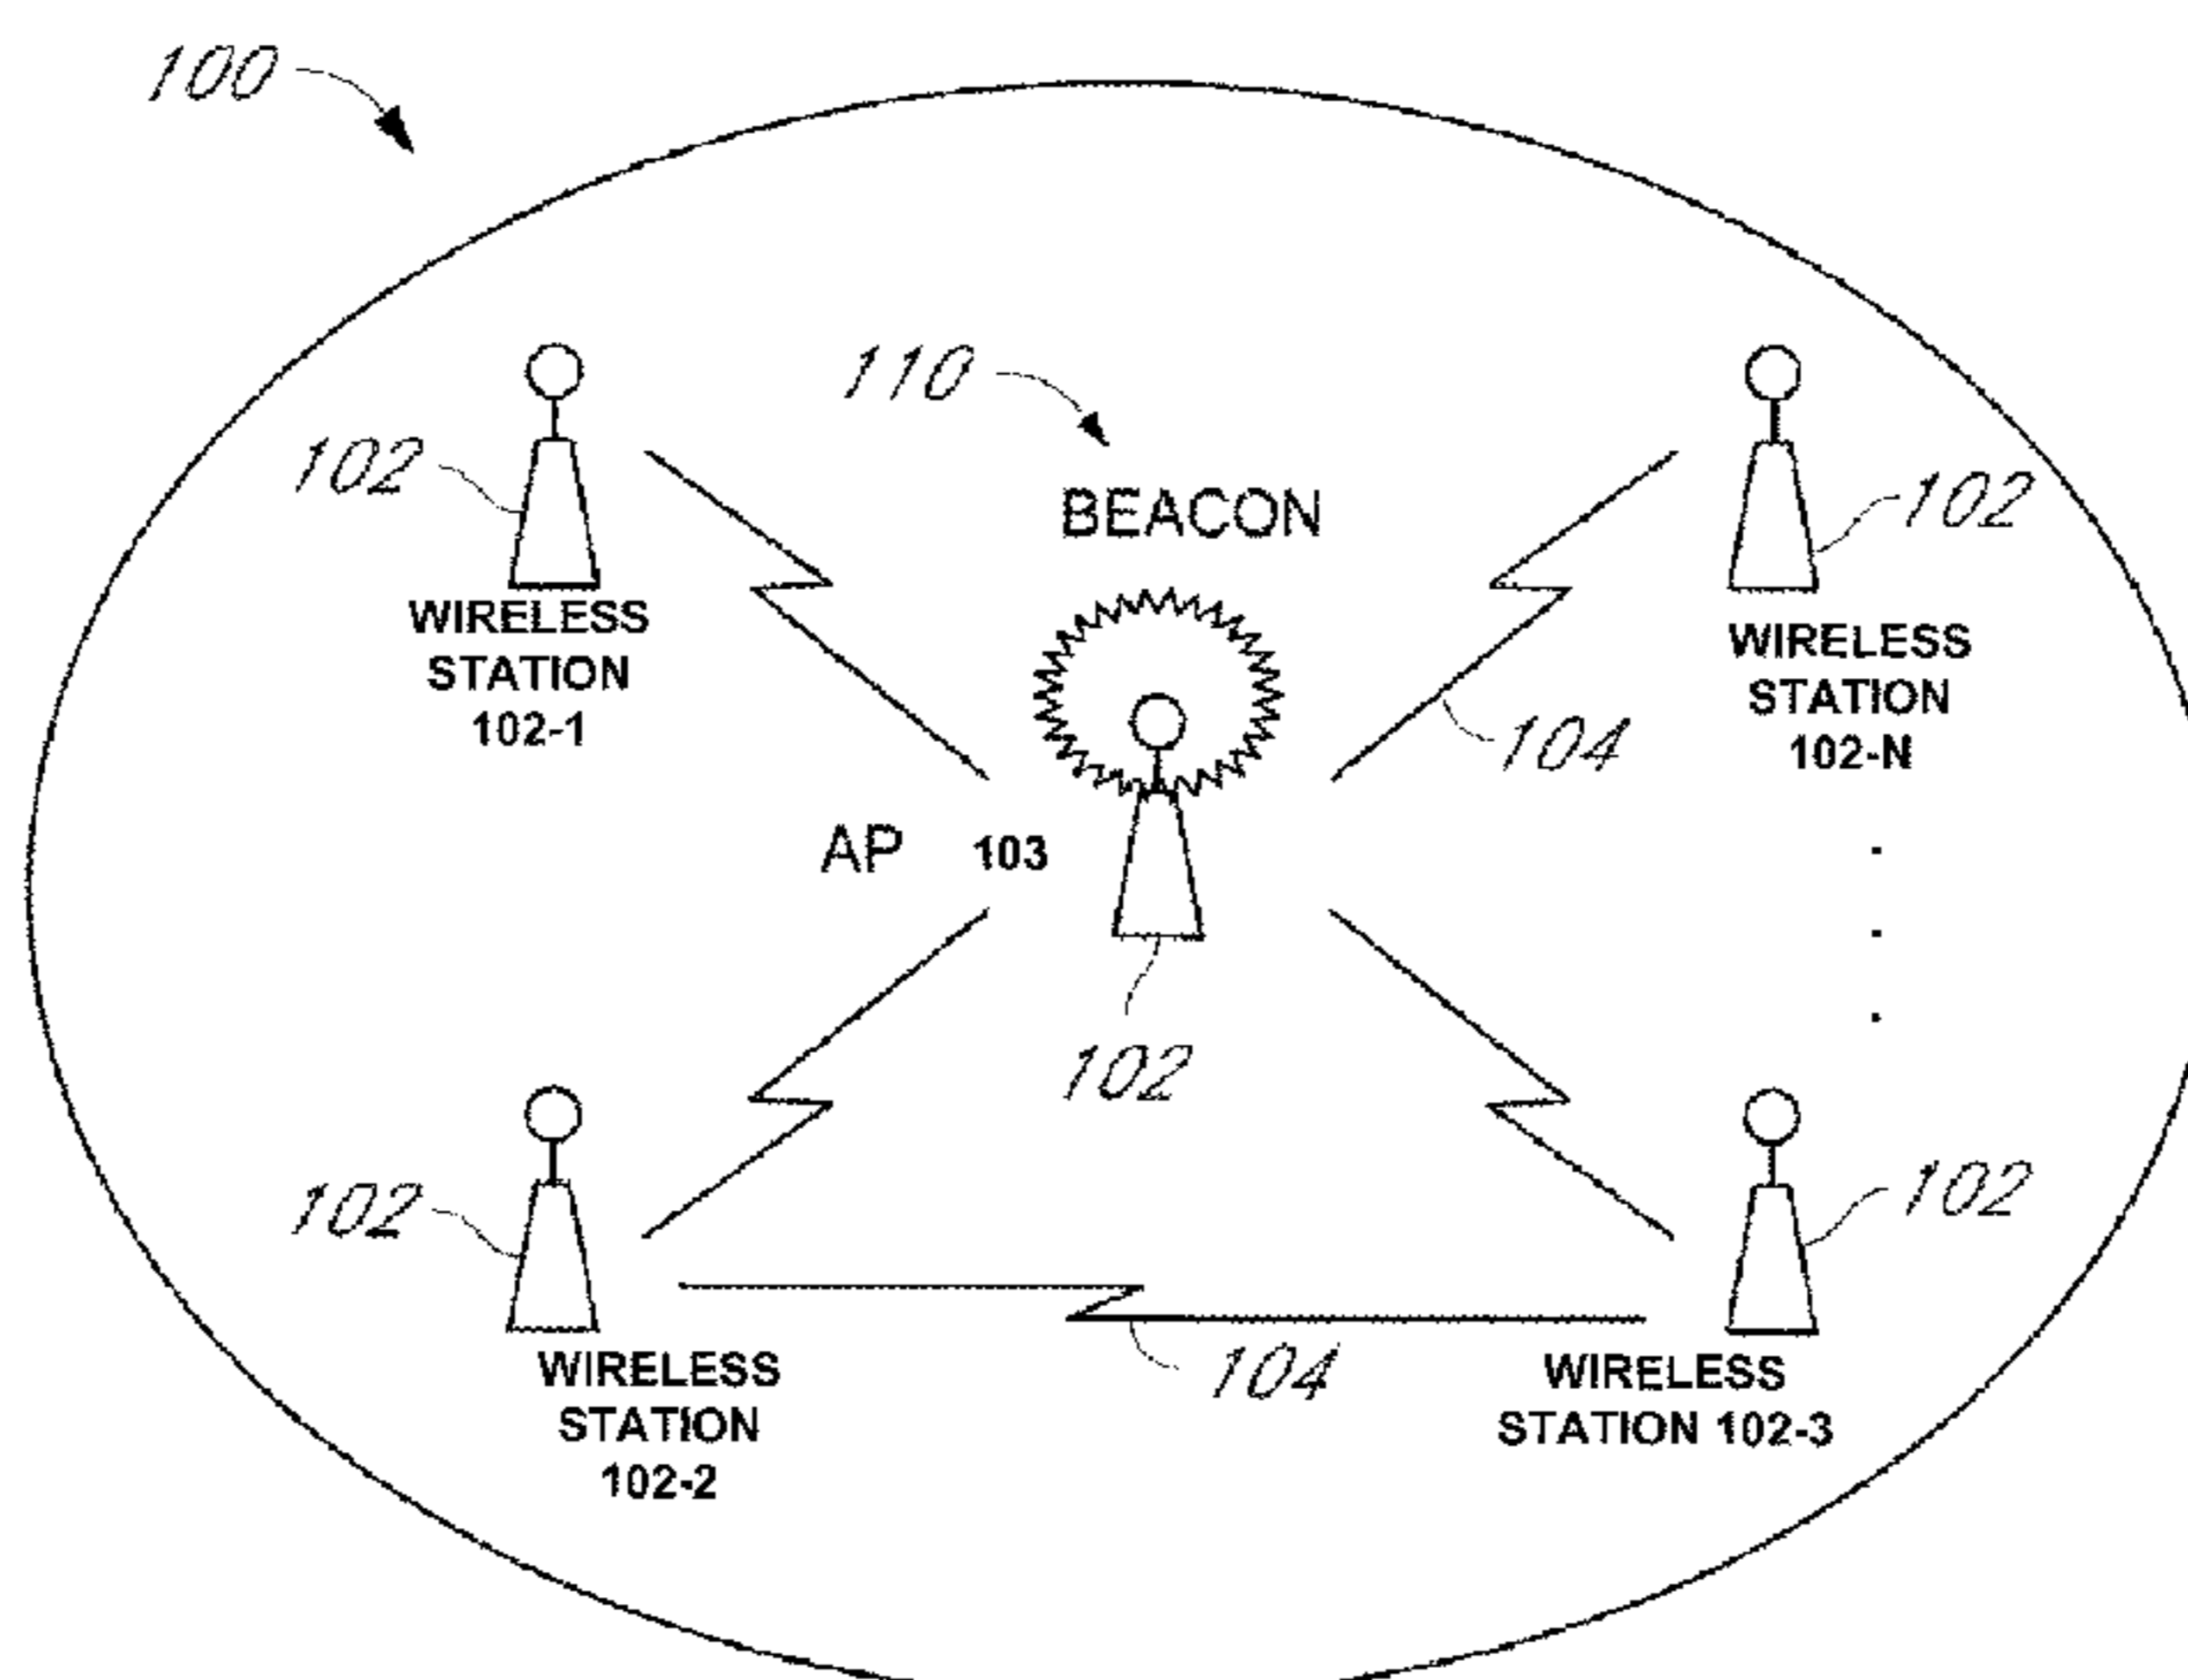 100
110
102
BEACON
102
WIRELESS
STATION
102-1
WIRELESS
STATION
102-N
104
AP 103
102
102
102
104
WIRELESS
STATION
102-2
WIRELESS
STATION 102-3